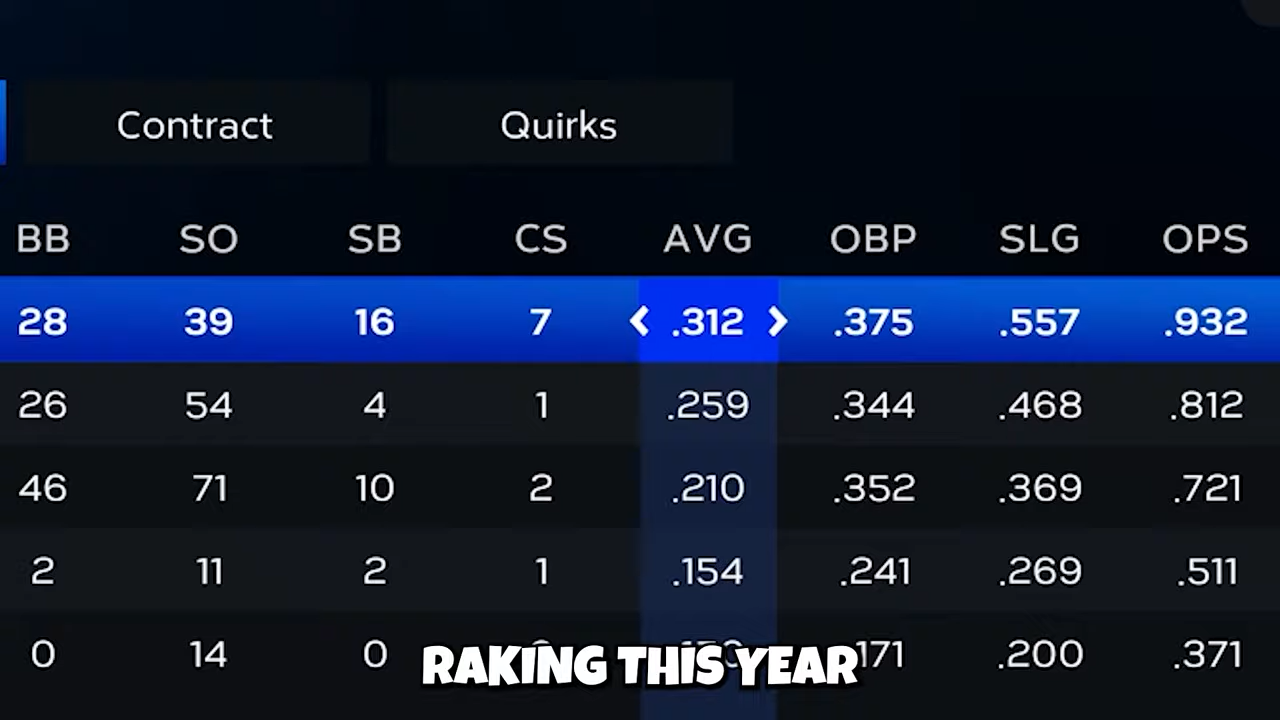 Contract Quirks
BB SO SB CS AVG OBP SLG OPS
28 39 16 7 .312 .375 .557 .932
26 54 4 1 .259 .344 .468 .812
46 71 10 2 .210 .352 .369 .721
2 11 2 1 .154 .241 .269 .511
0 14 0 .171 .200 .371
RAKING THIS YEAR